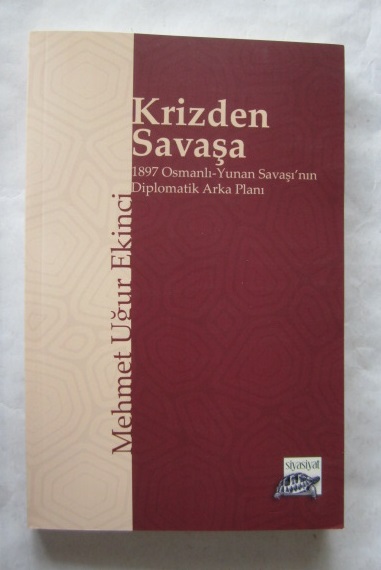 Krizden
Savaşa
1897 Osmanlı-Yunan Savaşı'nın
Diplomatik Arka Planı
Mehmet Uğur Ekinci
siyasiyat